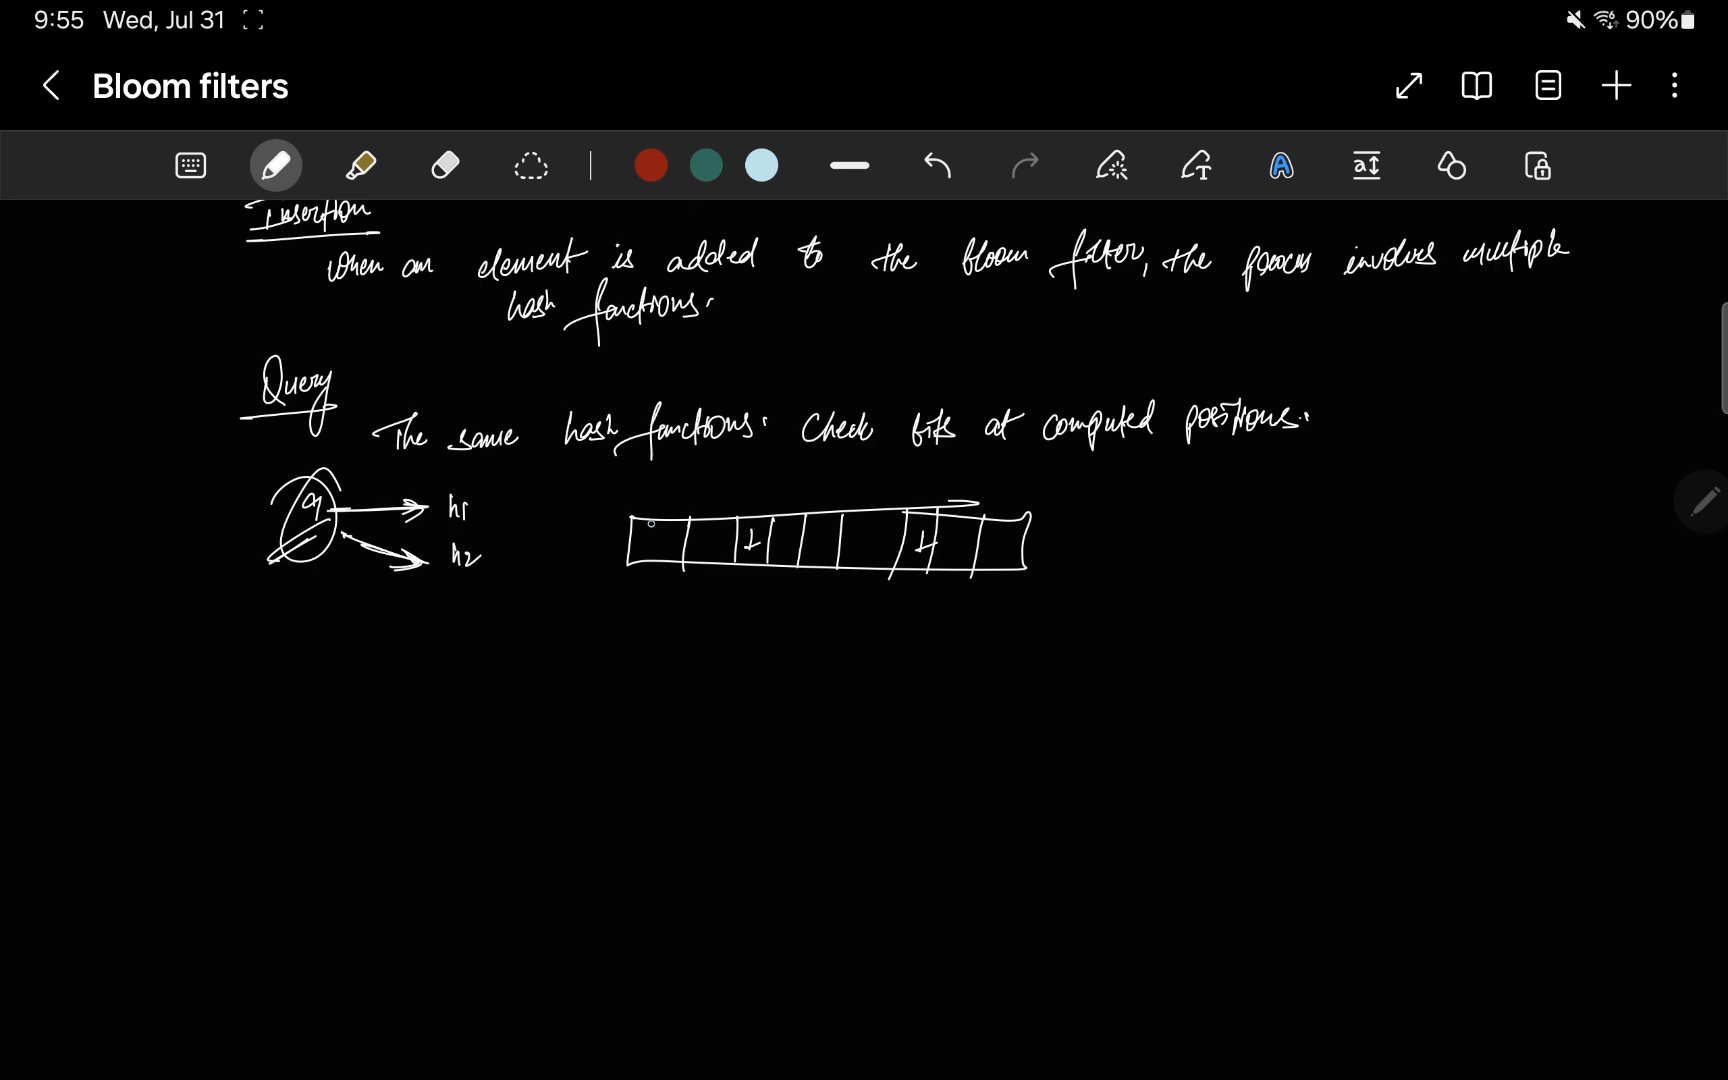 9:55 Wed, Jul 31 90%
Bloom filters
Insertion
When an element is added to the bloom filter, the process involves multiple
hash functions.
Query
The same hash functions. Check bits at computed positions.
h1
h2
1 1